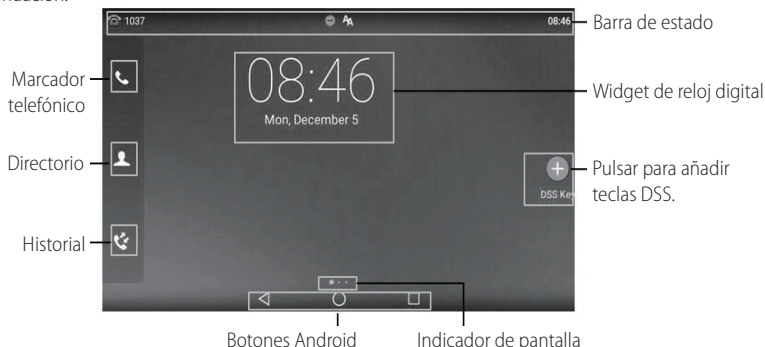 1037
AA
08:46
Barra de estado
08:46
Mon, December 5
Marcador
telefónico
Widget de reloj digital
Directorio
Pulsar para añadir
teclas DSS.
DSS Key
Historial
Botones Android
Indicador de pantalla